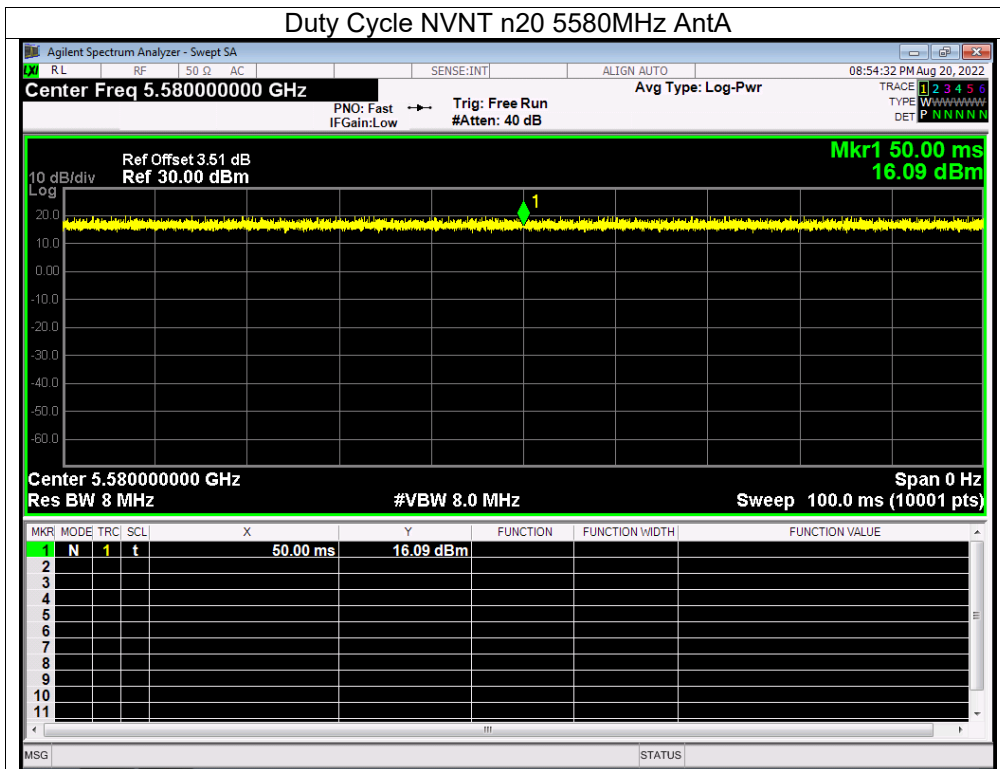 Duty Cycle NVNT n20 5580MHz AntA
Agilent Spectrum Analyzer - Swept SA
LXI RL RF 50 Ω AC SENSE:INT ALIGN AUTO 08:54:32 PM Aug 20, 2022
Center Freq 5.580000000 GHz Avg Type: Log-Pwr TRACE 1 2 3 4 5 6
PNO: Fast Trig: Free Run TYPE WWWWWWW
IFGain:Low #Atten: 40 dB DET P N N N N N
Mkr1 50.00 ms
Ref Offset 3.51 dB
10 dB/div Ref 30.00 dBm 16.09 dBm
Log
1
20.0
10.0
0.00
-10.0
-20.0
-30.0
-40.0
-50.0
-60.0
Center 5.580000000 GHz Span 0 Hz
Res BW 8 MHz #VBW 8.0 MHz Sweep 100.0 ms (10001 pts)
MKR MODE TRC SCL X Y FUNCTION FUNCTION WIDTH FUNCTION VALUE
1 N 1 t 50.00 ms 16.09 dBm
2
3
4
5
6
7
8
9
10
11
MSG STATUS